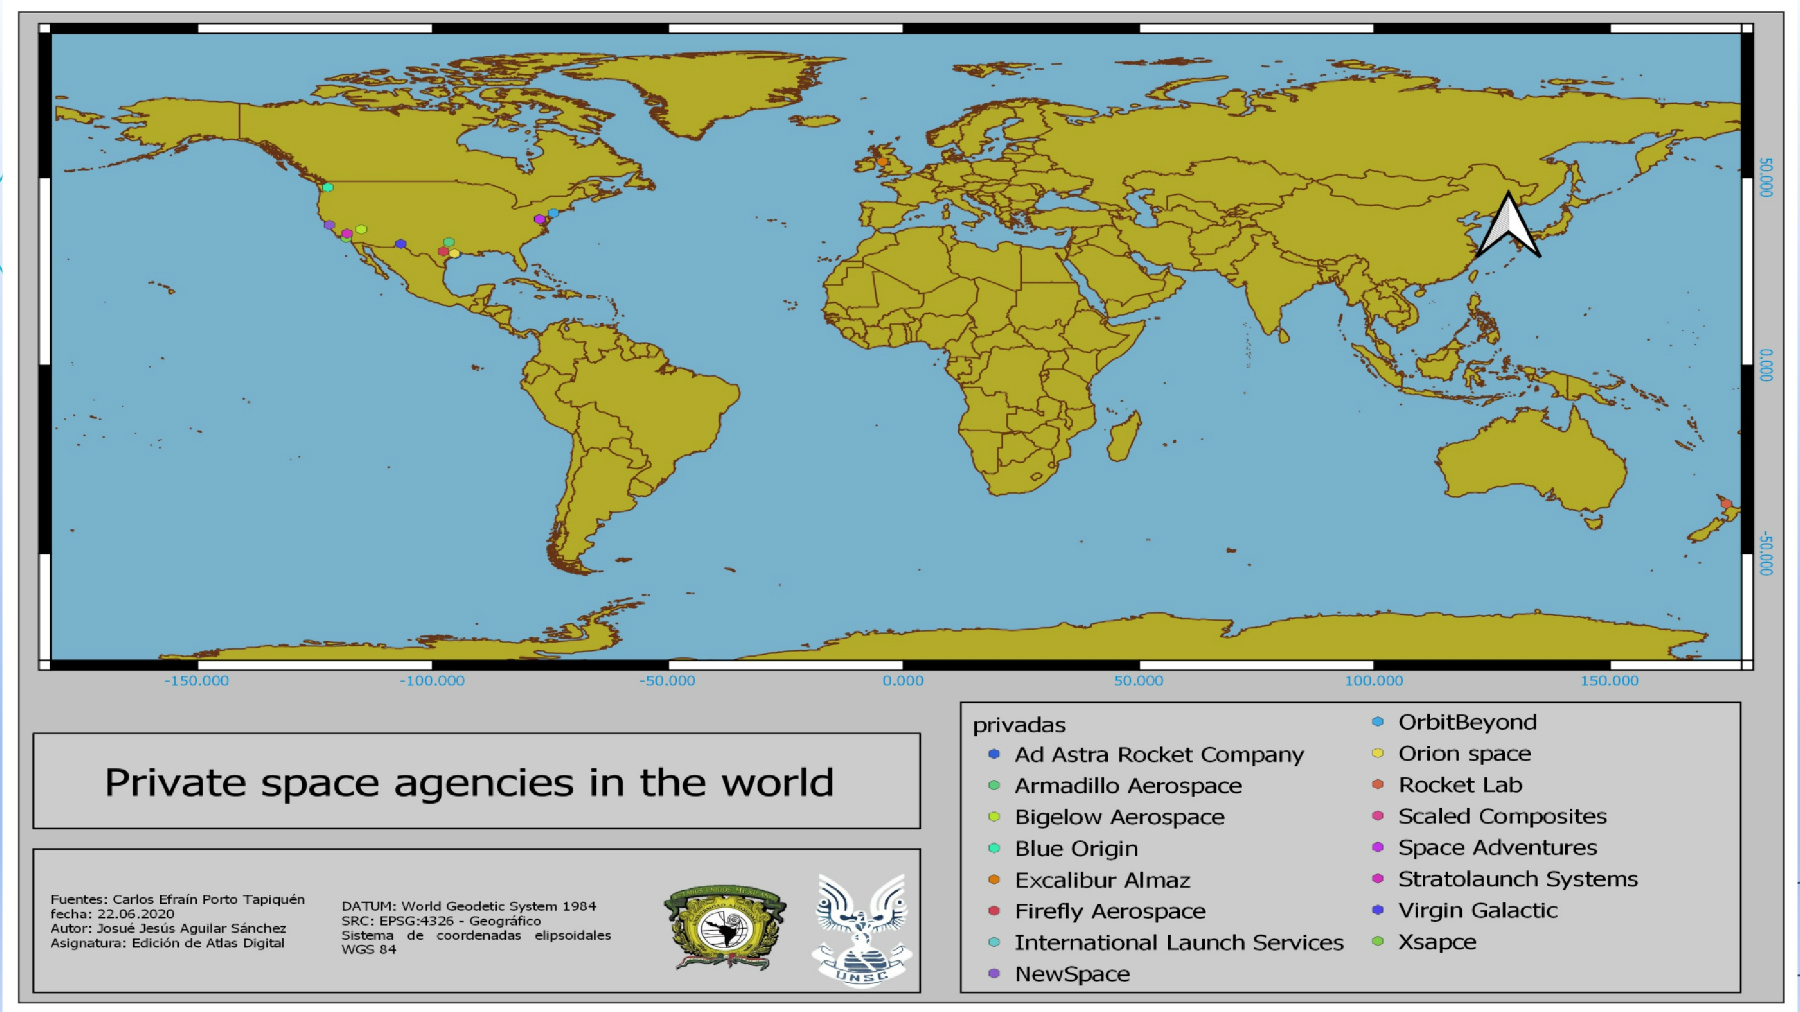 50.000
0.000
-50.000
-150.000
-100.000
-50.000
0.000
50.000
100.000
150.000
Private space agencies in the world
Fuentes: Carlos Efraín Porto Tapiquén
fecha: 22.06.2020
Autor: Josué Jesús Aguilar Sánchez
Asignatura: Edición de Atlas Digital
DATUM: World Geodetic System 1984
SRC: EPSG:4326 - Geográfico
Sistema de coordenadas elipsoidales
WGS 84
UNSC
privadas
Ad Astra Rocket Company
Armadillo Aerospace
Bigelow Aerospace
Blue Origin
Excalibur Almaz
Firefly Aerospace
International Launch Services
NewSpace
OrbitBeyond
Orion space
Rocket Lab
Scaled Composites
Space Adventures
Stratolaunch Systems
Virgin Galactic
Xsapce